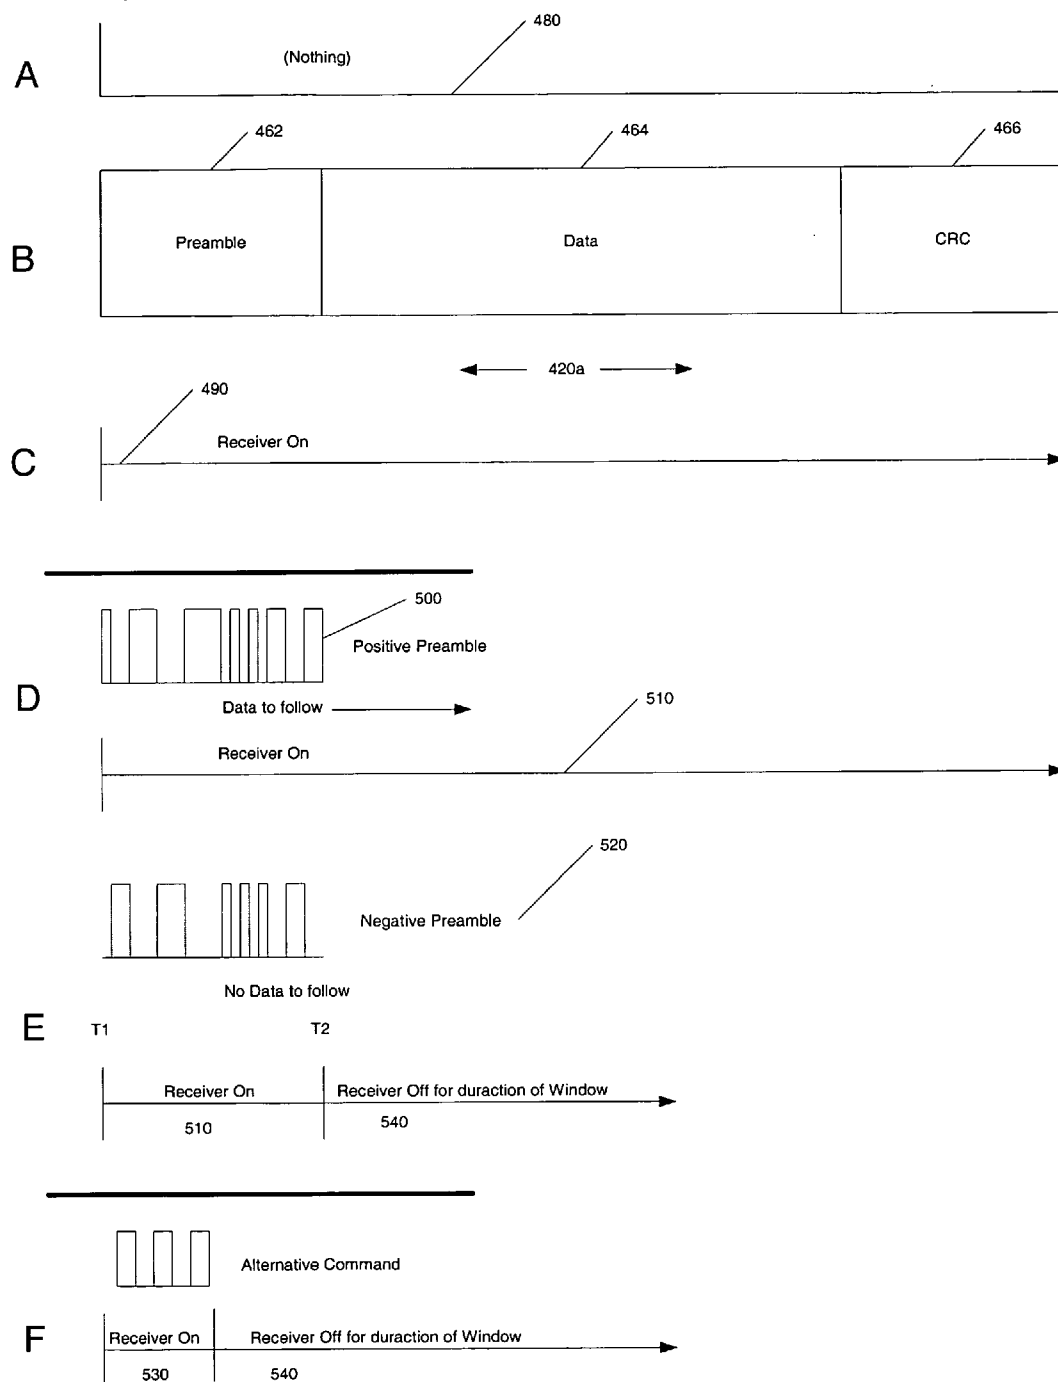 480
A
(Nothing)
462
464
466
B
Preamble
Data
CRC
420a
490
C
Receiver On
500
Positive Preamble
D
Data to follow
510
Receiver On
520
Negative Preamble
No Data to follow
E
T1
T2
Receiver On
Receiver Off for duraction of Window
510
540
Alternative Command
F
Receiver On
Receiver Off for duraction of Window
530
540